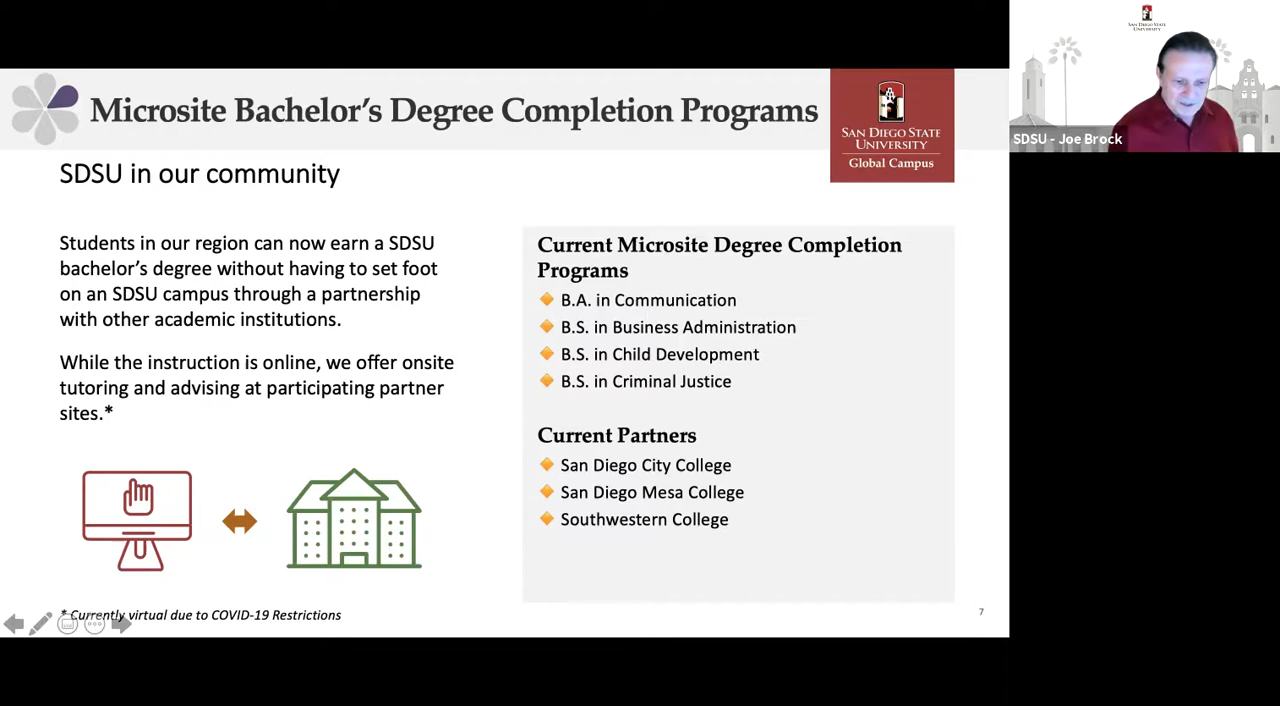 Microsite Bachelor's Degree Completion Programs
SAN DIEGO STATE
UNIVERSITY
Global Campus
SDSU in our community
Students in our region can now earn a SDSU
bachelor's degree without having to set foot
on an SDSU campus through a partnership
with other academic institutions.
While the instruction is online, we offer onsite
tutoring and advising at participating partner
sites.*
Current Microsite Degree Completion
Programs
B.A. in Communication
B.S. in Business Administration
B.S. in Child Development
B.S. in Criminal Justice
Current Partners
San Diego City College
San Diego Mesa College
Southwestern College
* Currently virtual due to COVID-19 Restrictions
7
SAN DIEGO STATE
UNIVERSITY
SDSU - Joe Brock